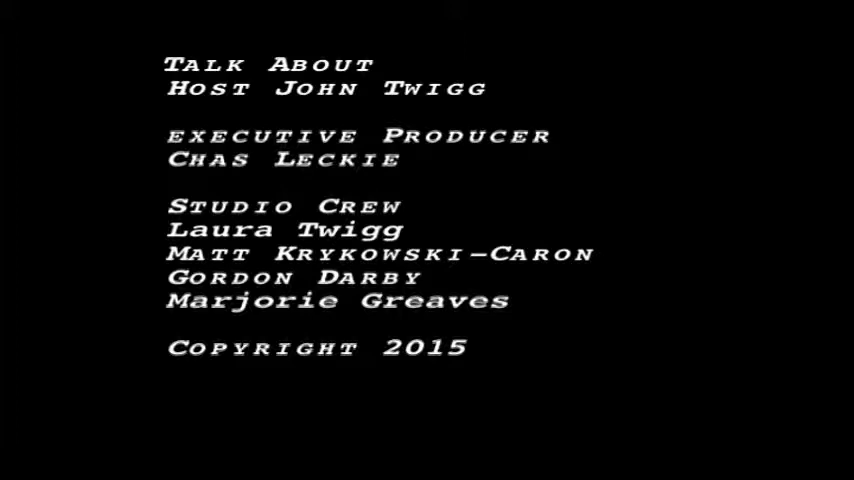 Talk About
Host John Twigg
executive Producer
Chas Leckie
Studio Crew
Laura Twigg
Matt Krykowski-Caron
Gordon Darby
Marjorie Greaves
Copyright 2015